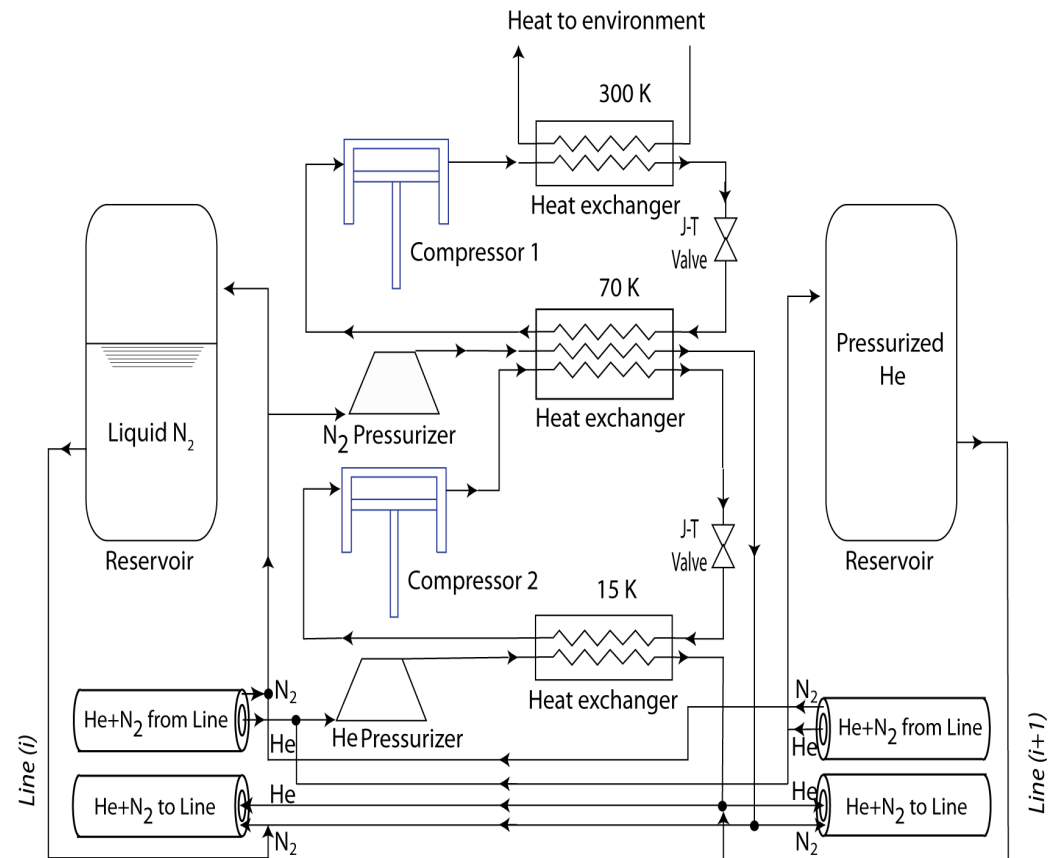 Heat to environment
300 K
Heat exchanger
Compressor 1
J-T
Valve
70 K
Pressurized
He
Liquid N2
N2 Pressurizer
Heat exchanger
Reservoir
Compressor 2
J-T
Valve
Reservoir
15 K
Heat exchanger
N2
He+N2 from Line
He
He Pressurizer
N2
He+N2 from Line
He
Line (i)
Line (i+1)
He+N2 to Line
He
N2
He
He+N2 to Line
N2